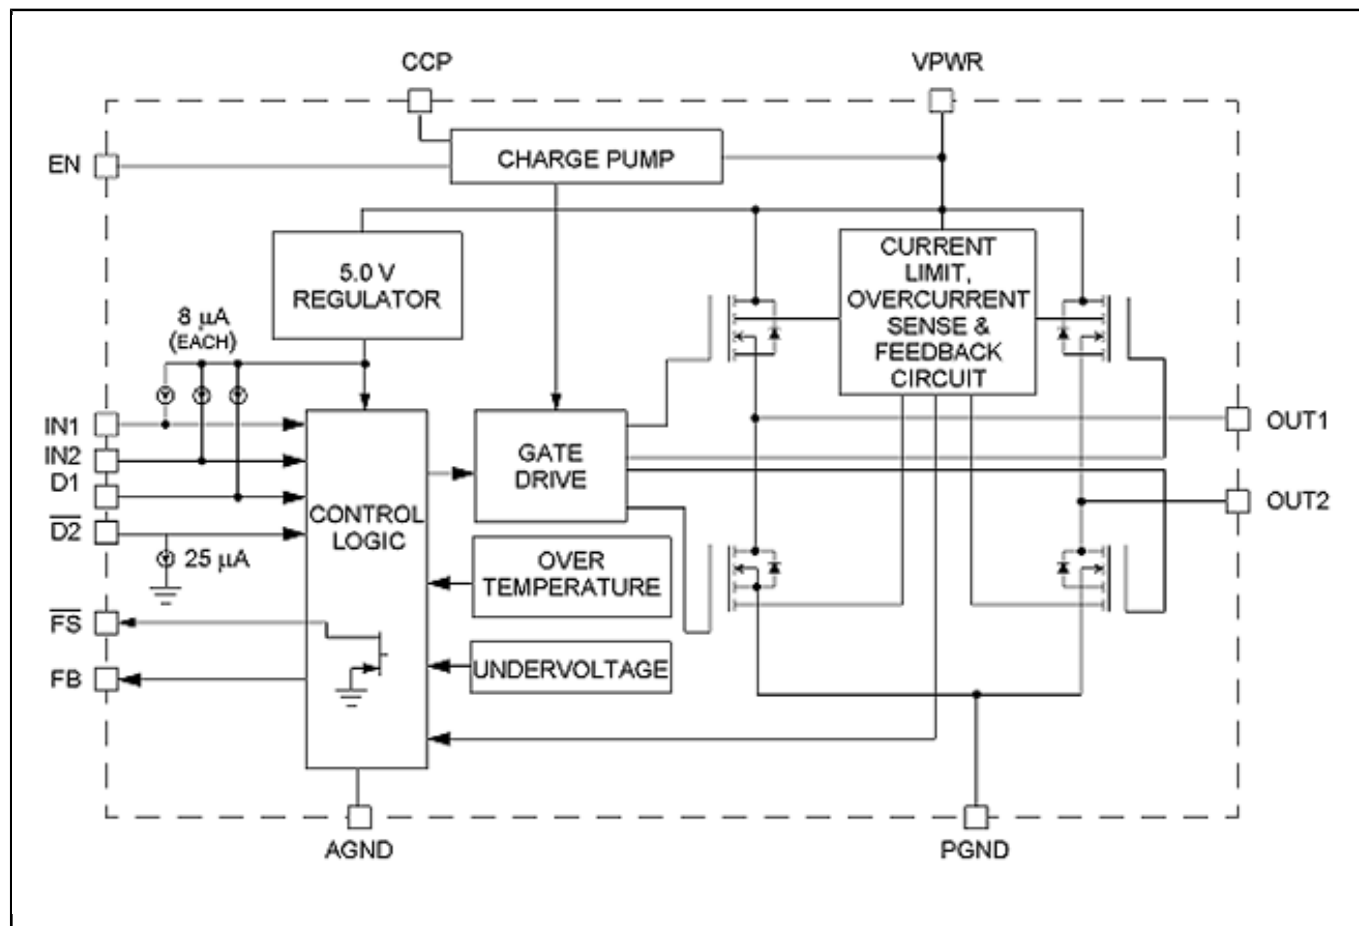 CCP
VPWR
EN
CHARGE PUMP
5.0 V
REGULATOR
CURRENT
LIMIT,
OVERCURRENT
SENSE &
FEEDBACK
CIRCUIT
8 μA
(EACH)
IN1
IN2
D1
D2
25 μA
FS
FB
CONTROL
LOGIC
GATE
DRIVE
OVER
TEMPERATURE
UNDERVOLTAGE
OUT1
OUT2
AGND
PGND